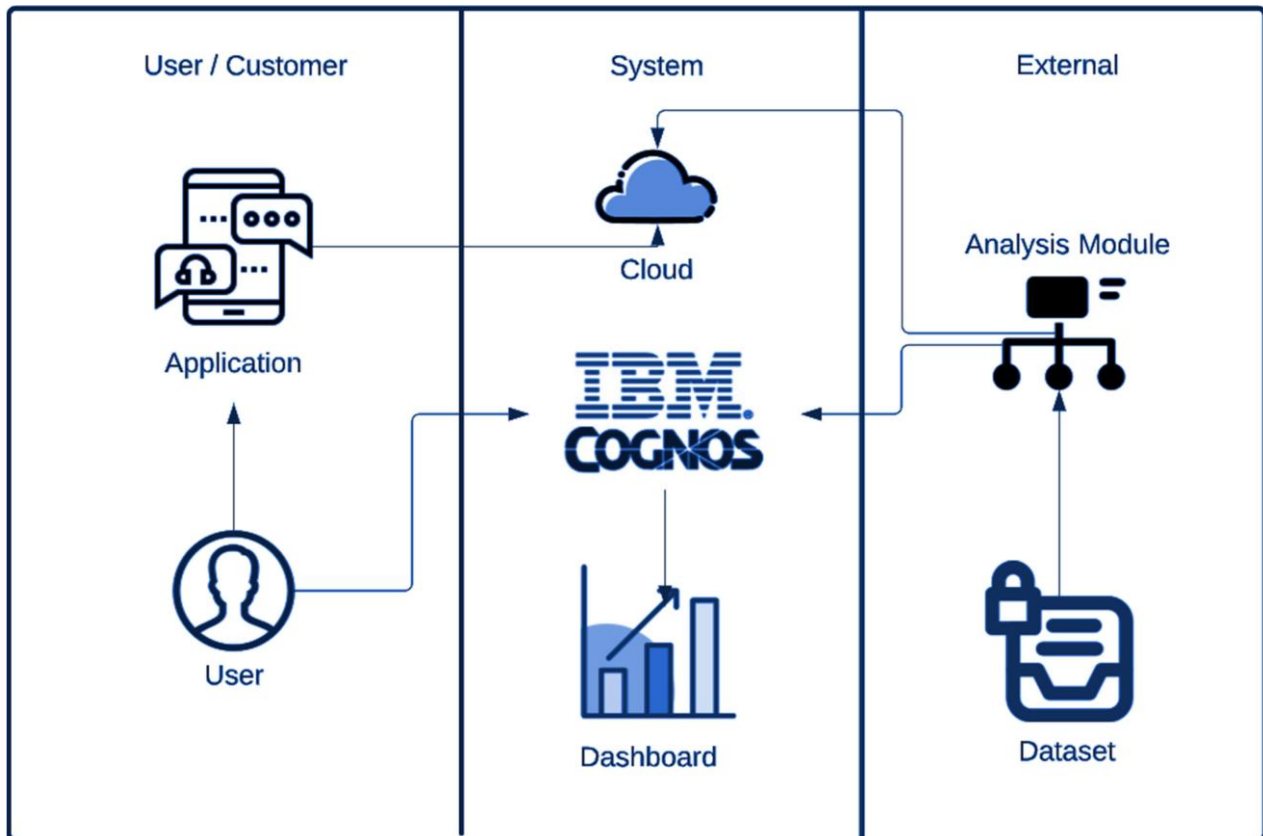 User / Customer
System
External
Cloud
Analysis Module
Application
IBM®
COGNOS
User
Dashboard
Dataset